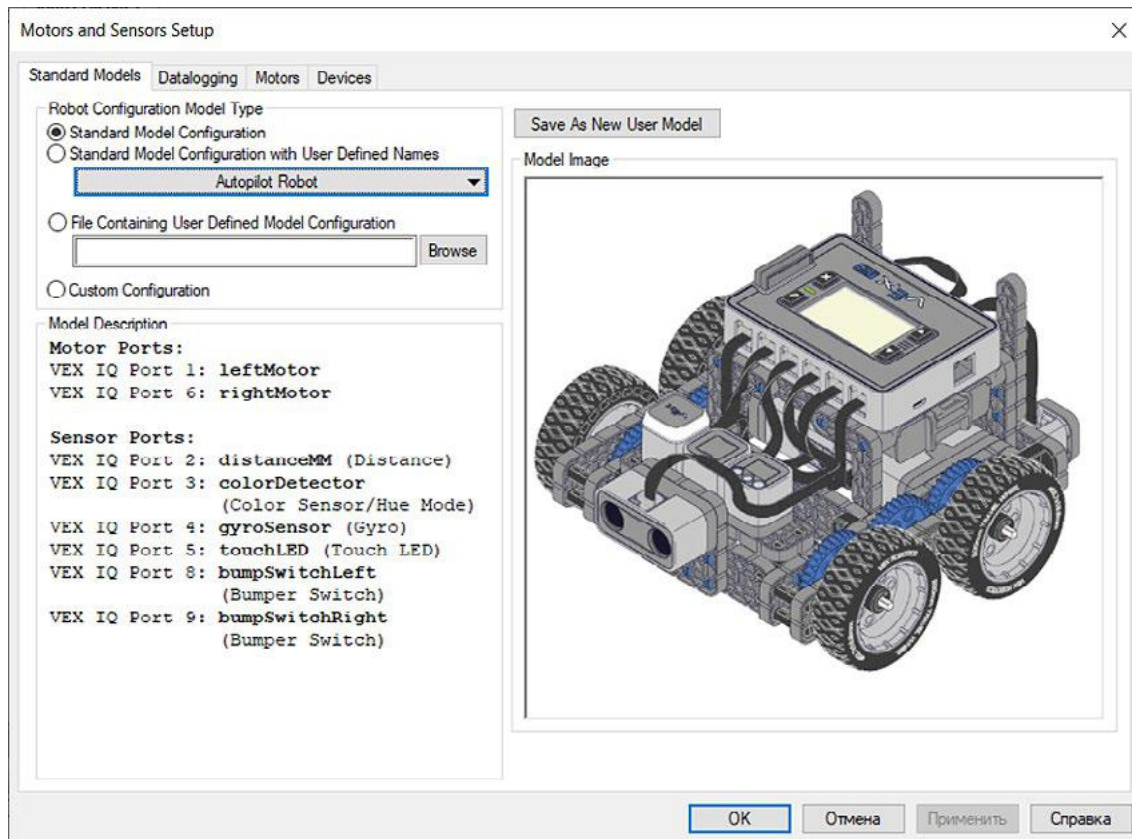 Motors and Sensors Setup
Standard Models
Datalogging
Motors
Devices
Robot Configuration Model Type
Standard Model Configuration
Standard Model Configuration with User Defined Names
Autopilot Robot
File Containing User Defined Model Configuration
Browse
Custom Configuration
Model Description
Motor Ports:
VEX IQ Port 1: leftMotor
VEX IQ Port 6: rightMotor
Sensor Ports:
VEX IQ Port 2: distanceMM (Distance)
VEX IQ Port 3: colorDetector
(Color Sensor/Hue Mode)
VEX IQ Port 4: gyroSensor (Gyro)
VEX IQ Port 5: touchLED (Touch LED)
VEX IQ Port 8: bumpSwitchLeft
(Bumper Switch)
VEX IQ Port 9: bumpSwitchRight
(Bumper Switch)
Save As New User Model
Model Image
VEX IQ
OK
Отмена
Применить
Справка